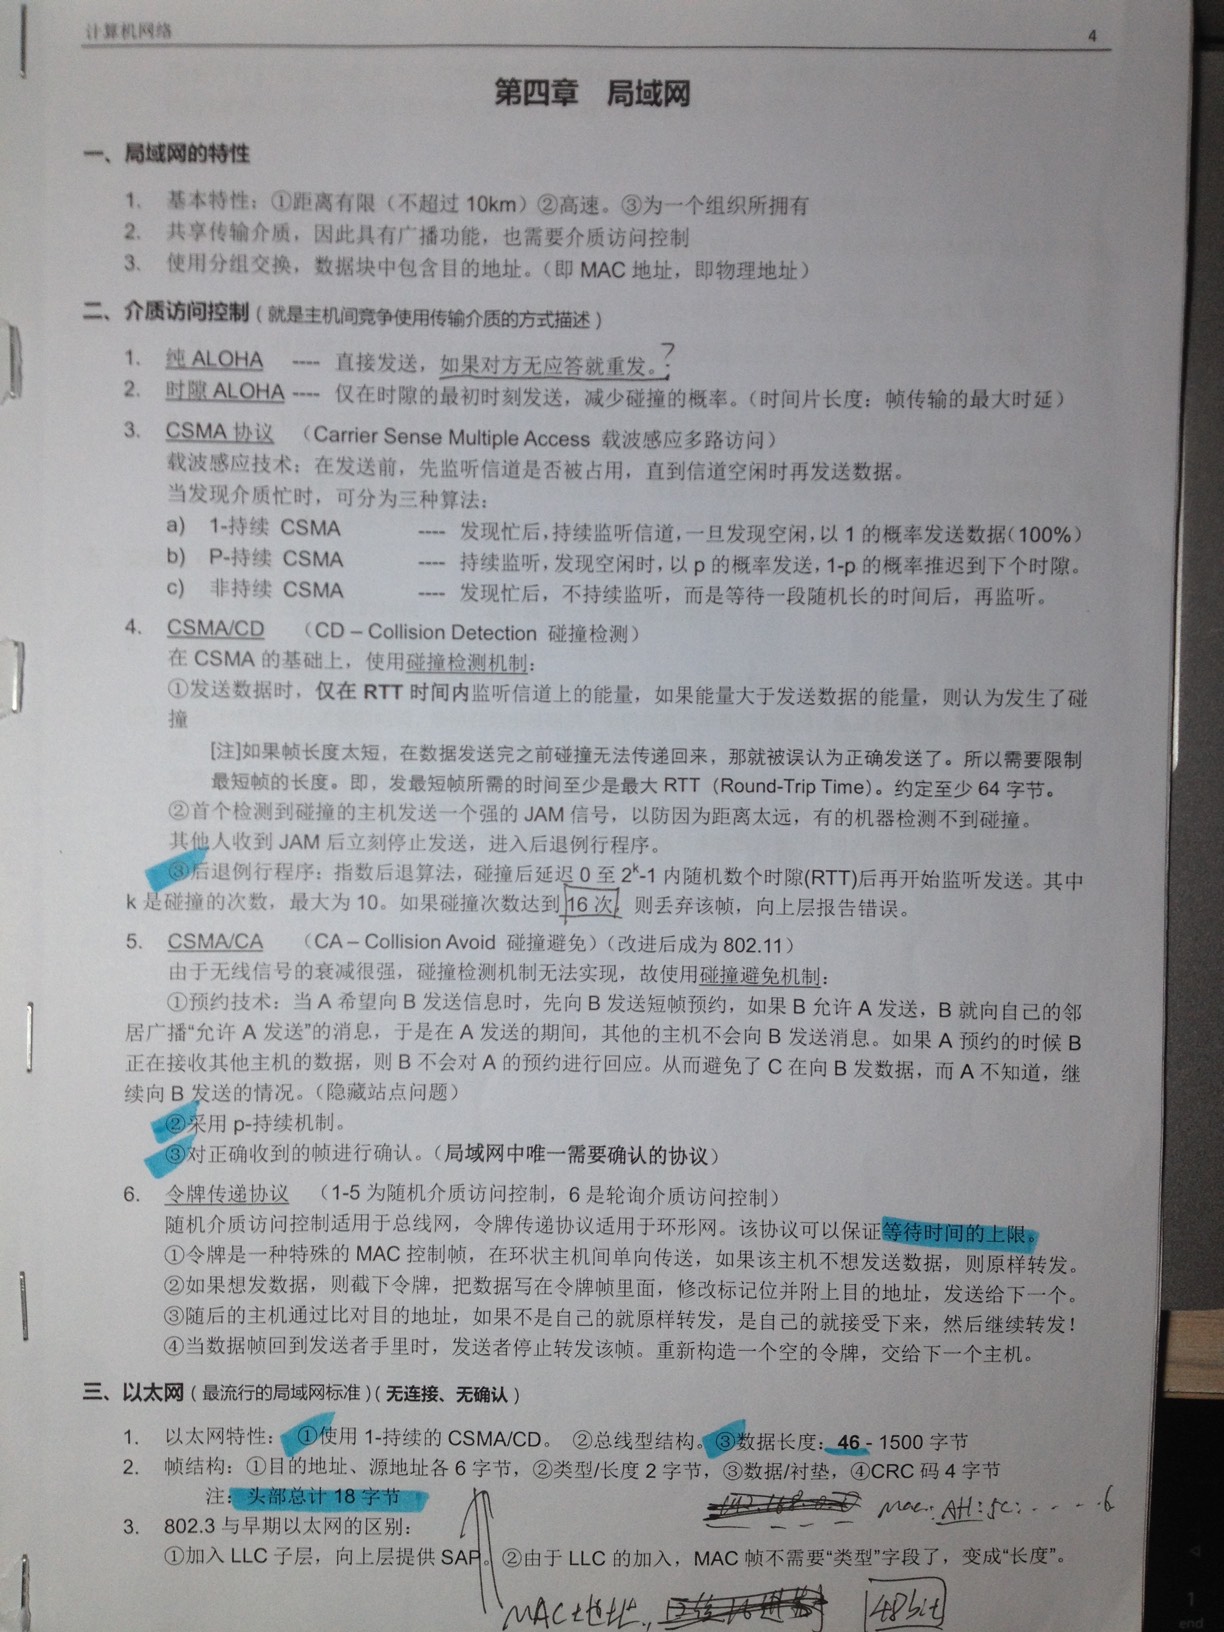 计算机网络 4
第四章 局域网
一、局域网的特性
1. 基本特性：①距离有限（不超过 10km）②高速。③为一个组织所拥有
2. 共享传输介质，因此具有广播功能，也需要介质访问控制
3. 使用分组交换，数据块中包含目的地址。（即 MAC 地址，即物理地址）
二、介质访问控制（就是主机间竞争使用传输介质的方式描述）
1. 纯 ALOHA ---- 直接发送，如果对方无应答就重发。?
2. 时隙 ALOHA ---- 仅在时隙的最初时刻发送，减少碰撞的概率。（时间片长度：帧传输的最大时延）
3. CSMA 协议 （Carrier Sense Multiple Access 载波感应多路访问）
载波感应技术：在发送前，先监听信道是否被占用，直到信道空闲时再发送数据。
当发现介质忙时，可分为三种算法：
a) 1-持续 CSMA ---- 发现忙后，持续监听信道，一旦发现空闲，以 1 的概率发送数据（100%）
b) P-持续 CSMA ---- 持续监听，发现空闲时，以 p 的概率发送，1-p 的概率推迟到下个时隙。
c) 非持续 CSMA ---- 发现忙后，不持续监听，而是等待一段随机长的时间后，再监听。
4. CSMA/CD （CD – Collision Detection 碰撞检测）
在 CSMA 的基础上，使用碰撞检测机制：
①发送数据时，仅在 RTT 时间内监听信道上的能量，如果能量大于发送数据的能量，则认为发生了碰
撞
[注]如果帧长度太短，在数据发送完之前碰撞无法传递回来，那就被误认为正确发送了。所以需要限制
最短帧的长度。即，发最短帧所需的时间至少是最大 RTT（Round-Trip Time）。约定至少 64 字节。
②首个检测到碰撞的主机发送一个强的 JAM 信号，以防因为距离太远，有的机器检测不到碰撞。
其他人收到 JAM 后立刻停止发送，进入后退例行程序。
③后退例行程序：指数后退算法，碰撞后延迟 0 至 2^k-1 内随机数个时隙(RTT)后再开始监听发送。其中
k 是碰撞的次数，最大为 10。如果碰撞次数达到 16 次，则丢弃该帧，向上层报告错误。
5. CSMA/CA （CA – Collision Avoid 碰撞避免）（改进后成为 802.11）
由于无线信号的衰减很强，碰撞检测机制无法实现，故使用碰撞避免机制：
①预约技术：当 A 希望向 B 发送信息时，先向 B 发送短帧预约，如果 B 允许 A 发送，B 就向自己的邻
居广播“允许 A 发送”的消息，于是在 A 发送的期间，其他的主机不会向 B 发送消息。如果 A 预约的时候 B
正在接收其他主机的数据，则 B 不会对 A 的预约进行回应。从而避免了 C 在向 B 发数据，而 A 不知道，继
续向 B 发送的情况。（隐藏站点问题）
②采用 p-持续机制。
③对正确收到的帧进行确认。（局域网中唯一需要确认的协议）
6. 令牌传递协议 （1-5 为随机介质访问控制，6 是轮询介质访问控制）
随机介质访问控制适用于总线网，令牌传递协议适用于环形网。该协议可以保证等待时间的上限。
①令牌是一种特殊的 MAC 控制帧，在环状主机间单向传送，如果该主机不想发送数据，则原样转发。
②如果想发数据，则截下令牌，把数据写在令牌帧里面，修改标记位并附上目的地址，发送给下一个。
③随后的主机通过比对目的地址，如果不是自己的就原样转发，是自己的就接受下来，然后继续转发！
④当数据帧回到发送者手里时，发送者停止转发该帧。重新构造一个空的令牌，交给下一个主机。
三、以太网（最流行的局域网标准）（无连接、无确认）
1. 以太网特性：①使用 1-持续的 CSMA/CD。 ②总线型结构。③数据长度：46 - 1500 字节
2. 帧结构：①目的地址、源地址各 6 字节，②类型/长度 2 字节，③数据/衬垫，④CRC 码 4 字节
注：头部总计 18 字节
Mac: AH:5C: ...... 6
3. 802.3 与早期以太网的区别：
①加入 LLC 子层，向上层提供 SAP。②由于 LLC 的加入，MAC 帧不需要“类型”字段了，变成“长度”。
MAC地址, 48bit